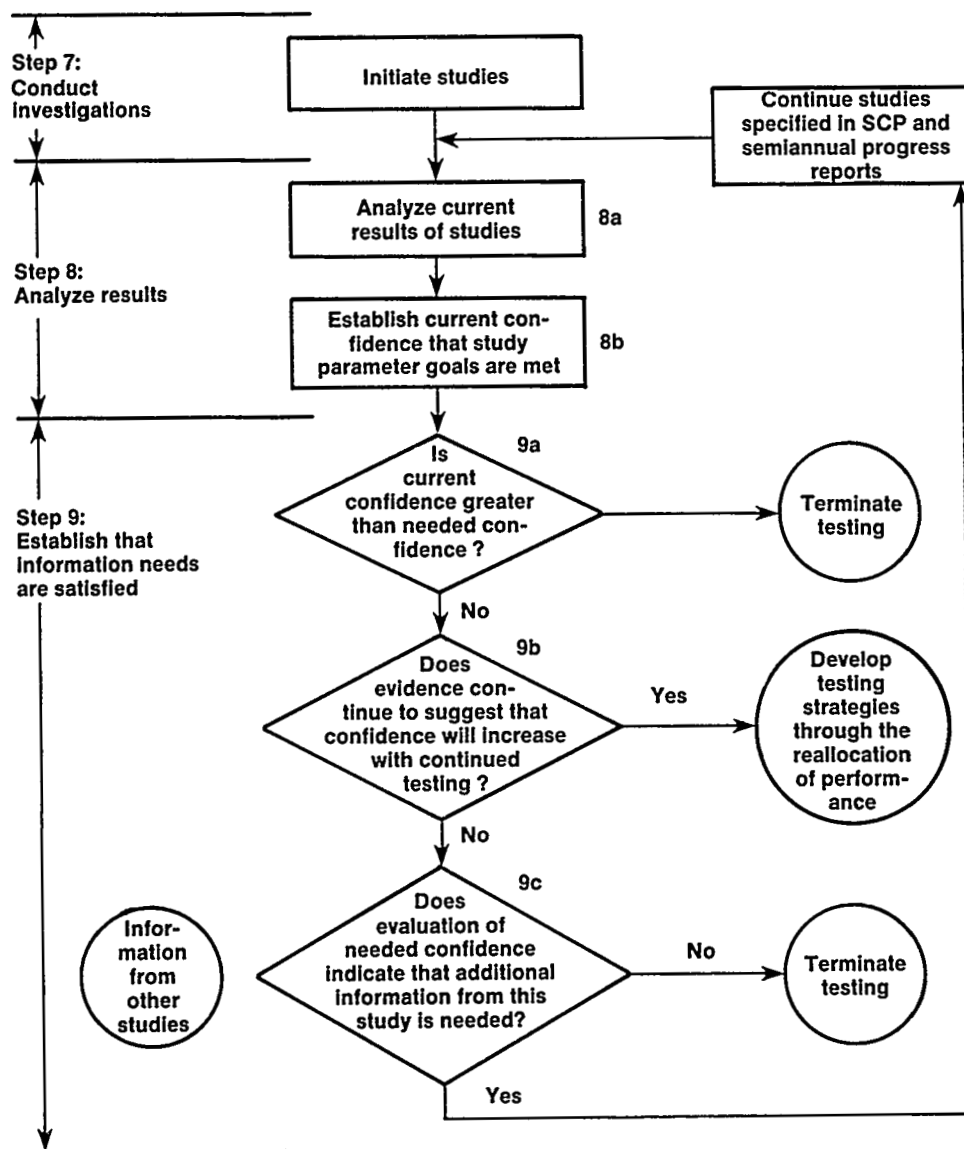 Step 7:
Conduct
investigations
Initiate studies
Continue studies
specified in SCP and
semiannual progress
reports
Analyze current
results of studies
8a
Step 8:
Analyze results
Establish current con-
fidence that study
parameter goals are met
8b
9a
Is
current
confidence greater
than needed con-
fidence ?
Terminate
testing
Step 9:
Establish that
information needs
are satisfied
No
9b
Does
evidence con-
tinue to suggest that
confidence will increase
with continued
testing ?
Yes
Develop
testing
strategies
through the
reallocation
of perform-
ance
No
9c
Does
evaluation of
needed confidence
indicate that additional
information from this
study is needed?
Infor-
mation
from
other
studies
No
Terminate
testing
Yes